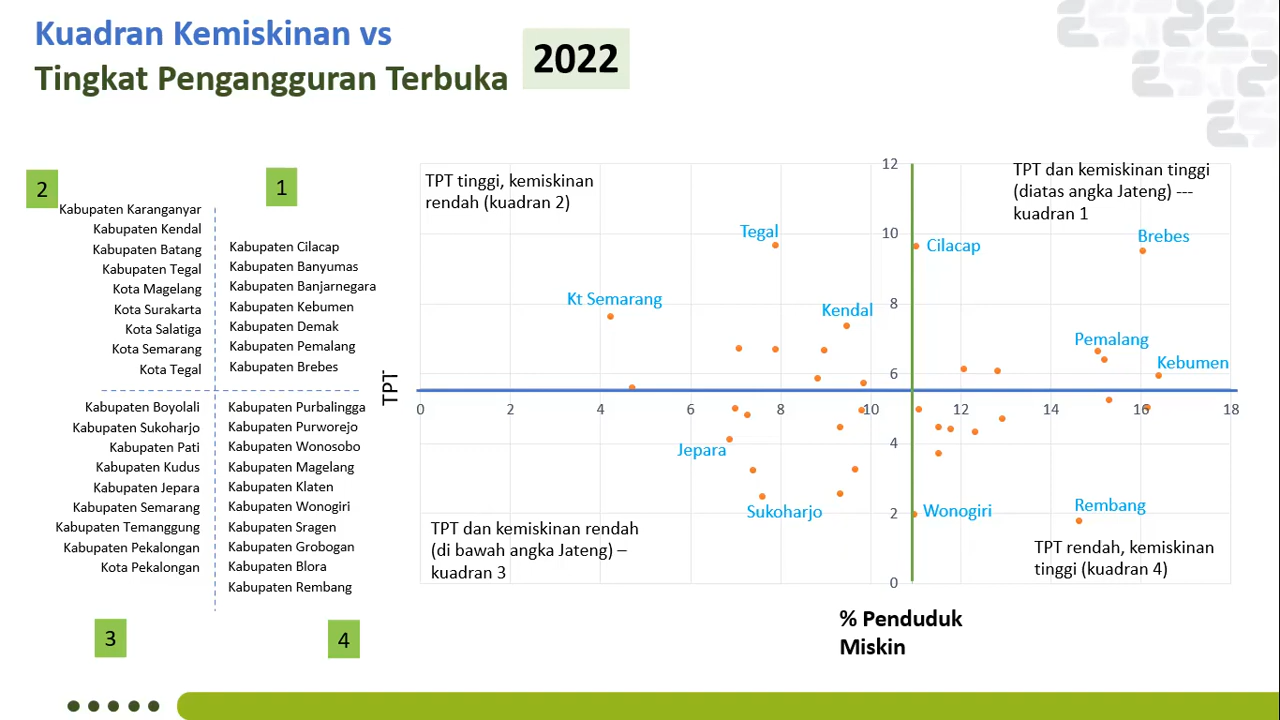 Kuadran Kemiskinan vs
Tingkat Pengangguran Terbuka
2022
2
Kabupaten Karanganyar
Kabupaten Kendal
Kabupaten Batang
Kabupaten Tegal
Kota Magelang
Kota Surakarta
Kota Salatiga
Kota Semarang
Kota Tegal
1
Kabupaten Cilacap
Kabupaten Banyumas
Kabupaten Banjarnegara
Kabupaten Kebumen
Kabupaten Demak
Kabupaten Pemalang
Kabupaten Brebes
Kabupaten Boyolali
Kabupaten Sukoharjo
Kabupaten Pati
Kabupaten Kudus
Kabupaten Jepara
Kabupaten Semarang
Kabupaten Temanggung
Kabupaten Pekalongan
Kota Pekalongan
3
Kabupaten Purbalingga
Kabupaten Purworejo
Kabupaten Wonosobo
Kabupaten Magelang
Kabupaten Klaten
Kabupaten Wonogiri
Kabupaten Sragen
Kabupaten Grobogan
Kabupaten Blora
Kabupaten Rembang
4
TPT tinggi, kemiskinan
rendah (kuadran 2)
TPT dan kemiskinan tinggi
(diatas angka Jateng) ---
kuadran 1
12
10
8
6
4
2
0
Tegal
Cilacap
Brebes
Kt Semarang
Kendal
Pemalang
Kebumen
TPT
0 2 4 6 8 10 12 14 16 18
Jepara
Sukoharjo
Wonogiri
Rembang
TPT dan kemiskinan rendah
(di bawah angka Jateng) –
kuadran 3
TPT rendah, kemiskinan
tinggi (kuadran 4)
% Penduduk
Miskin